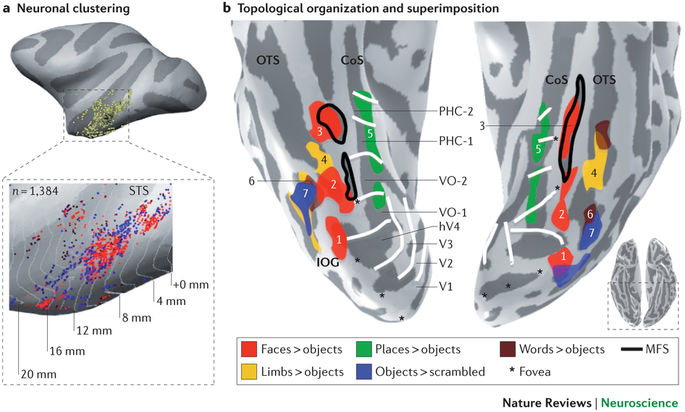 a Neuronal clustering
b Topological organization and superimposition
OTS
CoS
CoS
OTS
PHC-2
PHC-1
VO-2
VO-1
hV4
V3
V2
V1
3
5
4
6
7
2
1
IOG
*
*
*
*
3
5
4
2
6
7
1
*
*
*
*
*
n = 1,384
STS
+0 mm
4 mm
8 mm
12 mm
16 mm
20 mm
Faces > objects
Places > objects
Words > objects
MFS
Limbs > objects
Objects > scrambled
* Fovea
Nature Reviews | Neuroscience